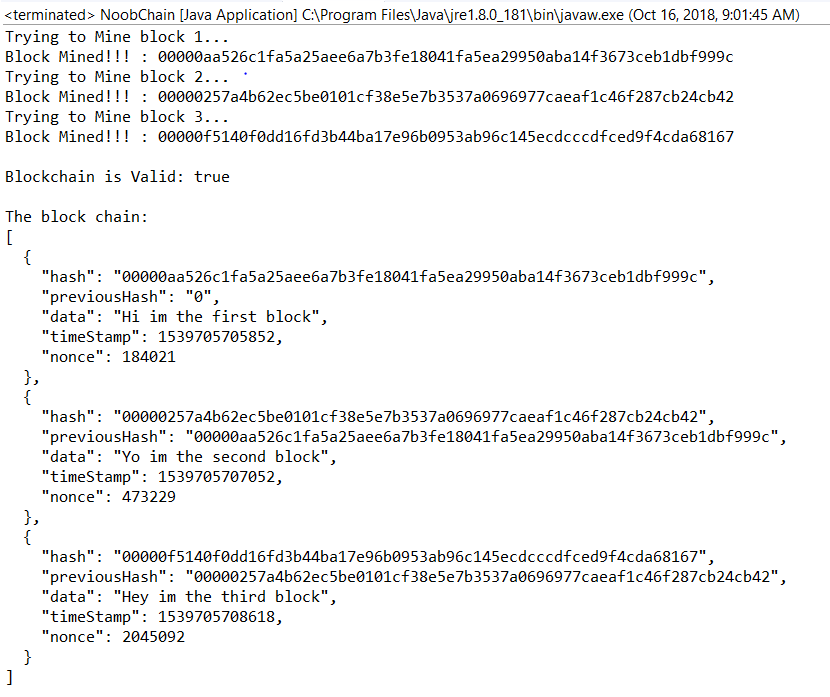 <terminated> NoobChain [Java Application] C:\Program Files\Java\jre1.8.0_181\bin\javaw.exe (Oct 16, 2018, 9:01:45 AM)
Trying to Mine block 1...
Block Mined!!! : 00000aa526c1fa5a25aee6a7b3fe18041fa5ea29950aba14f3673ceb1dbf999c
Trying to Mine block 2...
Block Mined!!! : 00000257a4b62ec5be0101cf38e5e7b3537a0696977caeaf1c46f287cb24cb42
Trying to Mine block 3...
Block Mined!!! : 00000f5140f0dd16fd3b44ba17e96b0953ab96c145ecdcccdfced9f4cda68167

Blockchain is Valid: true

The block chain:
[
  {
    "hash": "00000aa526c1fa5a25aee6a7b3fe18041fa5ea29950aba14f3673ceb1dbf999c",
    "previousHash": "0",
    "data": "Hi im the first block",
    "timeStamp": 1539705705852,
    "nonce": 184021
  },
  {
    "hash": "00000257a4b62ec5be0101cf38e5e7b3537a0696977caeaf1c46f287cb24cb42",
    "previousHash": "00000aa526c1fa5a25aee6a7b3fe18041fa5ea29950aba14f3673ceb1dbf999c",
    "data": "Yo im the second block",
    "timeStamp": 1539705707052,
    "nonce": 473229
  },
  {
    "hash": "00000f5140f0dd16fd3b44ba17e96b0953ab96c145ecdcccdfced9f4cda68167",
    "previousHash": "00000257a4b62ec5be0101cf38e5e7b3537a0696977caeaf1c46f287cb24cb42",
    "data": "Hey im the third block",
    "timeStamp": 1539705708618,
    "nonce": 2045092
  }
]